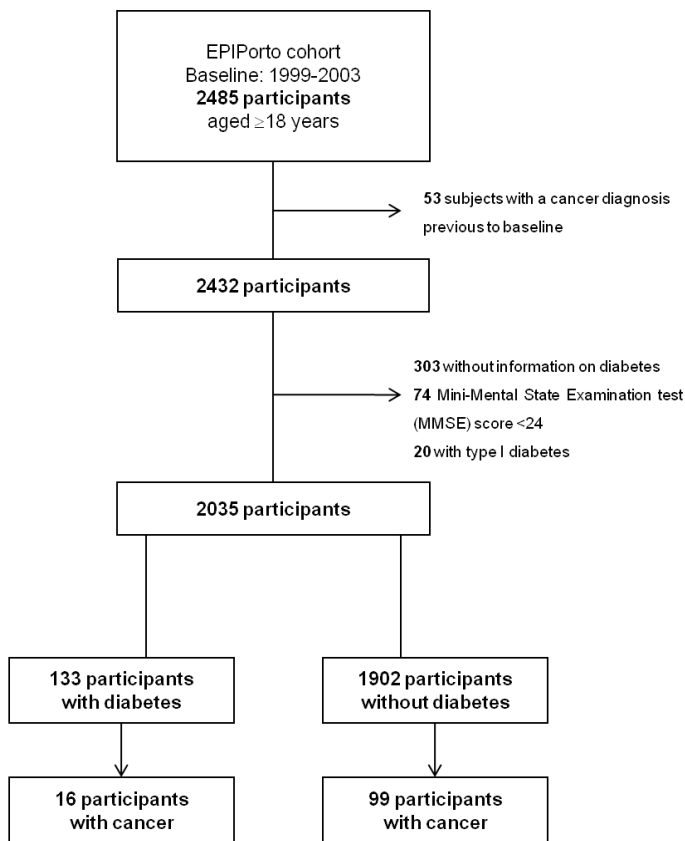 EPIPorto cohort
Baseline: 1999-2003
2485 participants
aged ≥18 years
53 subjects with a cancer diagnosis
previous to baseline
2432 participants
303 without information on diabetes
74 Mini-Mental State Examination test
(MMSE) score <24
20 with type I diabetes
2035 participants
133 participants
with diabetes
1902 participants
without diabetes
16 participants
with cancer
99 participants
with cancer